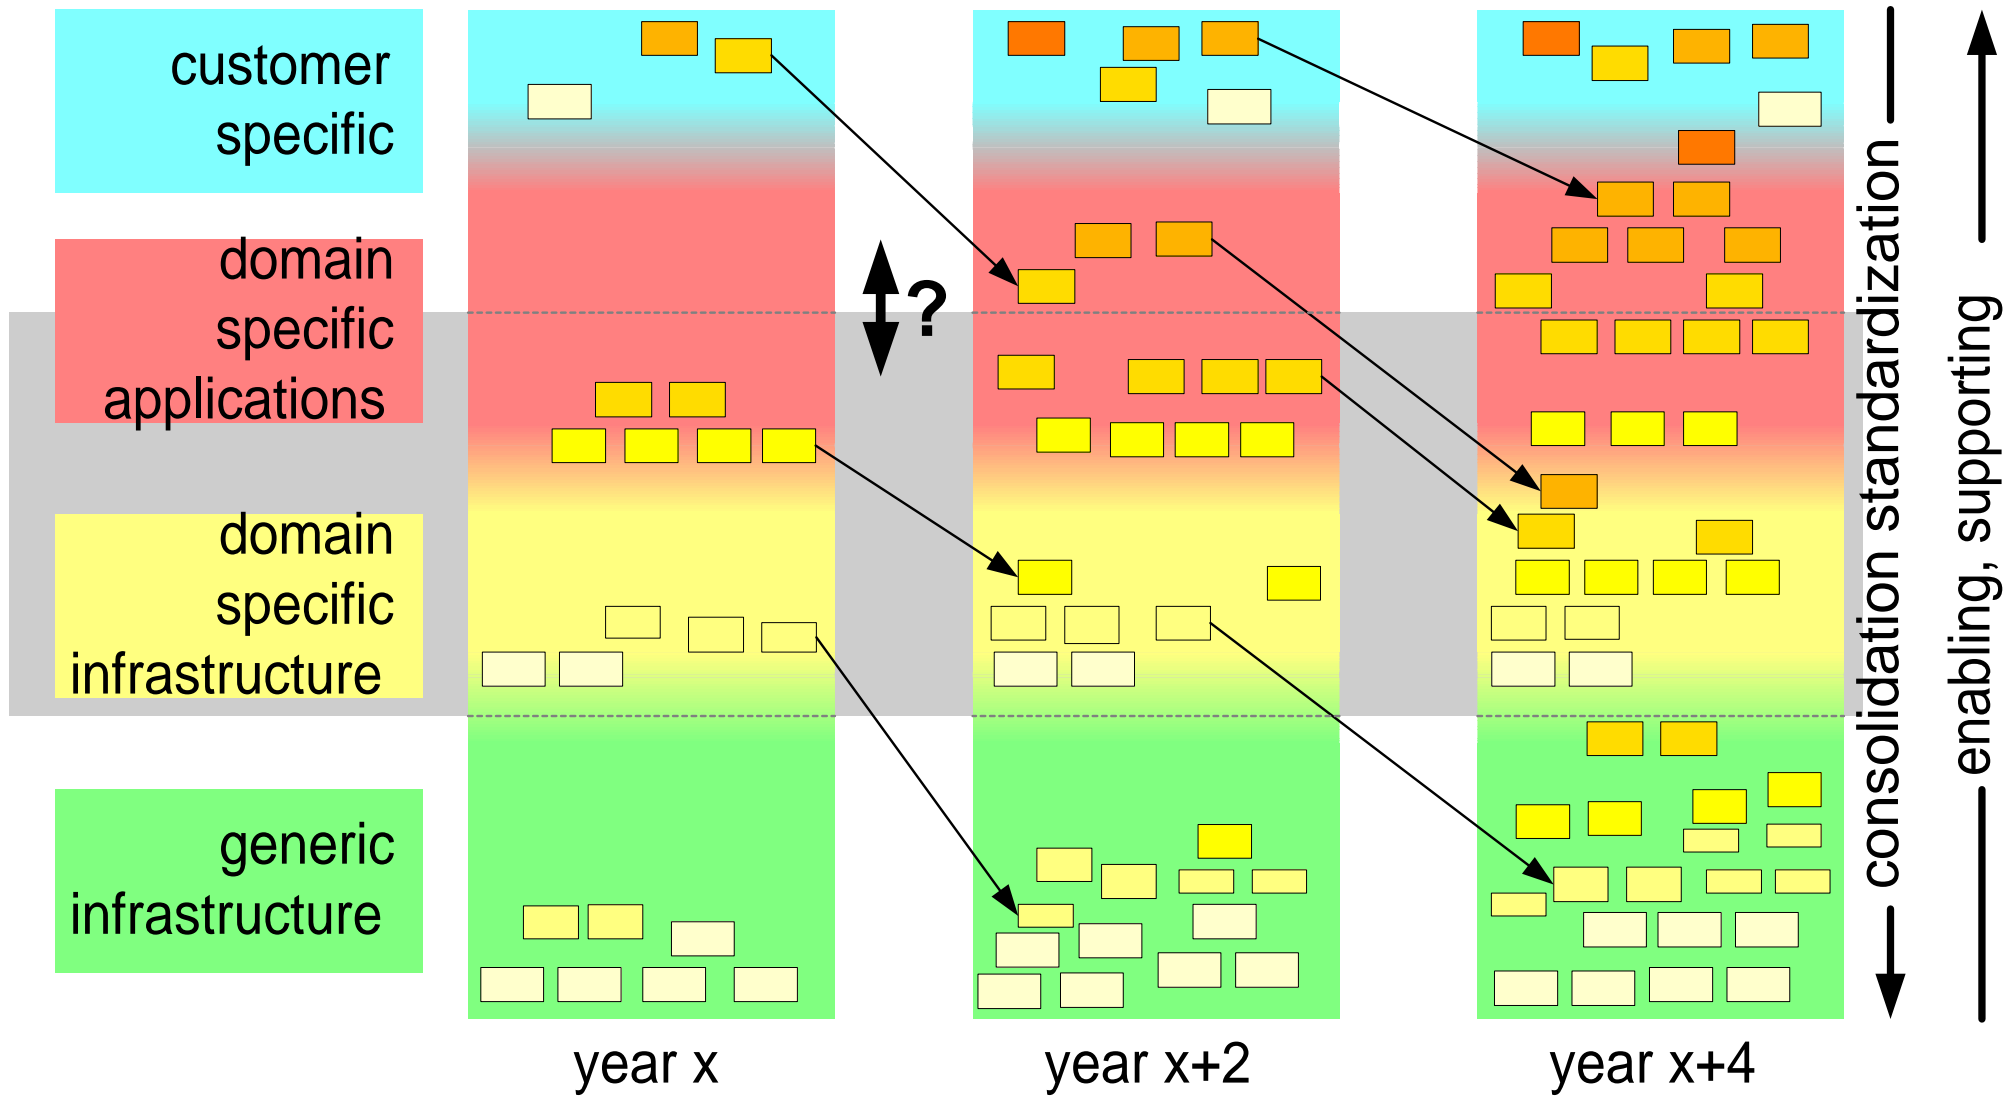 customer
specific
domain
specific
applications
domain
specific
infrastructure
generic
infrastructure
?
year x
year x+2
year x+4
consolidation standardization
enabling, supporting